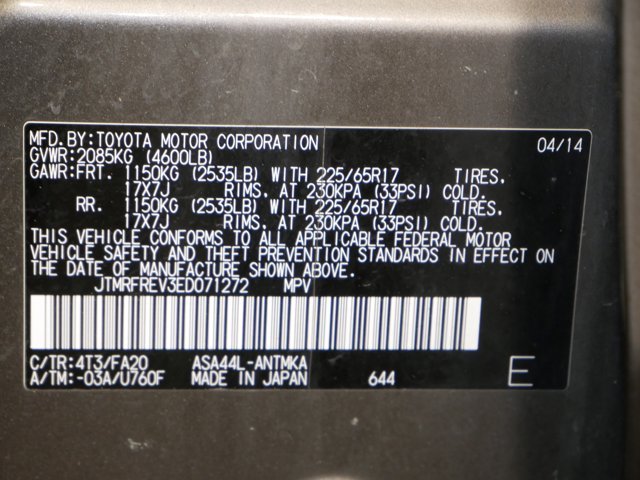 MFD.BY:TOYOTA MOTOR CORPORATION 04/14
GVWR:2085KG (4600LB)
GAWR:FRT. 1150KG (2535LB) WITH 225/65R17 TIRES.
17X7J RIMS. AT 230KPA (33PSI) COLD.
RR. 1150KG (2535LB) WITH 225/65R17 TIRES.
17X7J RIMS. AT 230KPA (33PSI) COLD.
THIS VEHICLE CONFORMS TO ALL APPLICABLE FEDERAL MOTOR
VEHICLE SAFETY AND THEFT PREVENTION STANDARDS IN EFFECT ON
THE DATE OF MANUFACTURE SHOWN ABOVE.
JTMRFREV3ED071272 MPV
C/TR:4T3/FA20 ASA44L-ANTMKA
A/TM:-03A/U760F MADE IN JAPAN 644 E